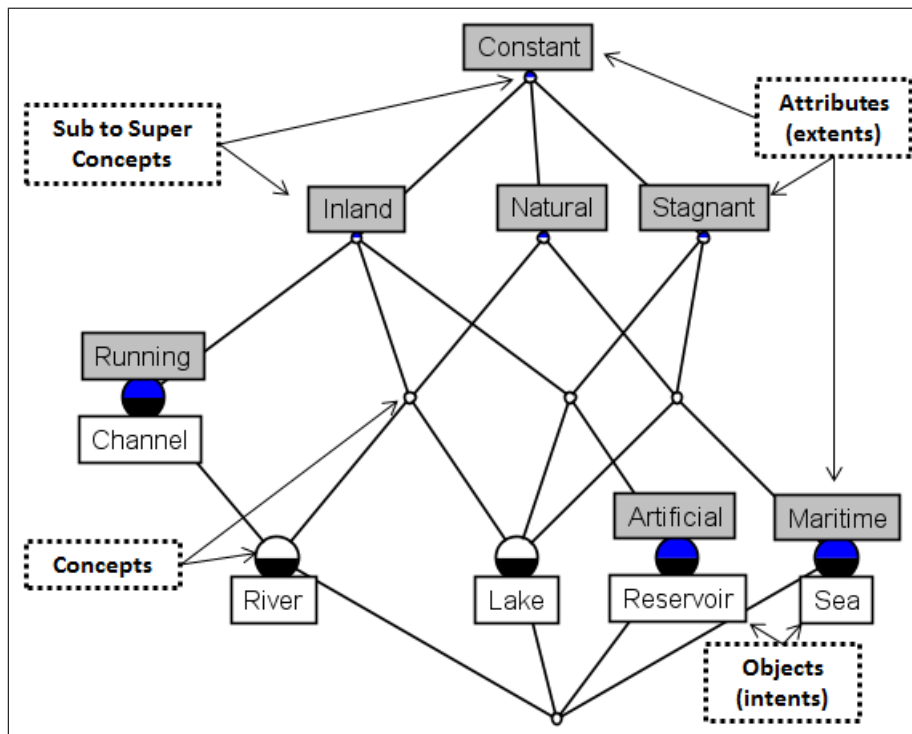 Constant
Sub to Super
Concepts
Attributes
(extents)
Inland
Natural
Stagnant
Running
Channel
Artificial
Maritime
Concepts
River
Lake
Reservoir
Sea
Objects
(intents)